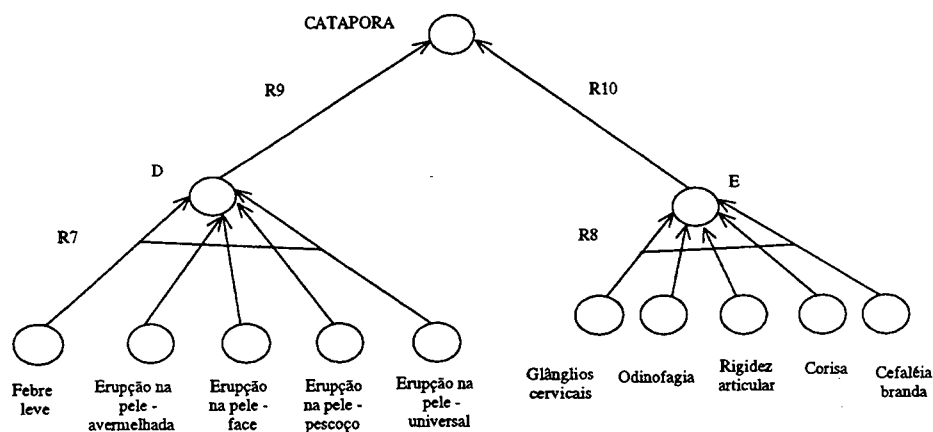 CATAPORA
R9
R10
D
E
R7
R8
Febre
leve
Erupção na
pele -
avermelhada
Erupção
na pele -
face
Erupção
na pele -
pescoço
Erupção na
pele -
universal
Glânglios
cervicais
Odinofagia
Rigidez
articular
Corisa
Cefaléia
branda